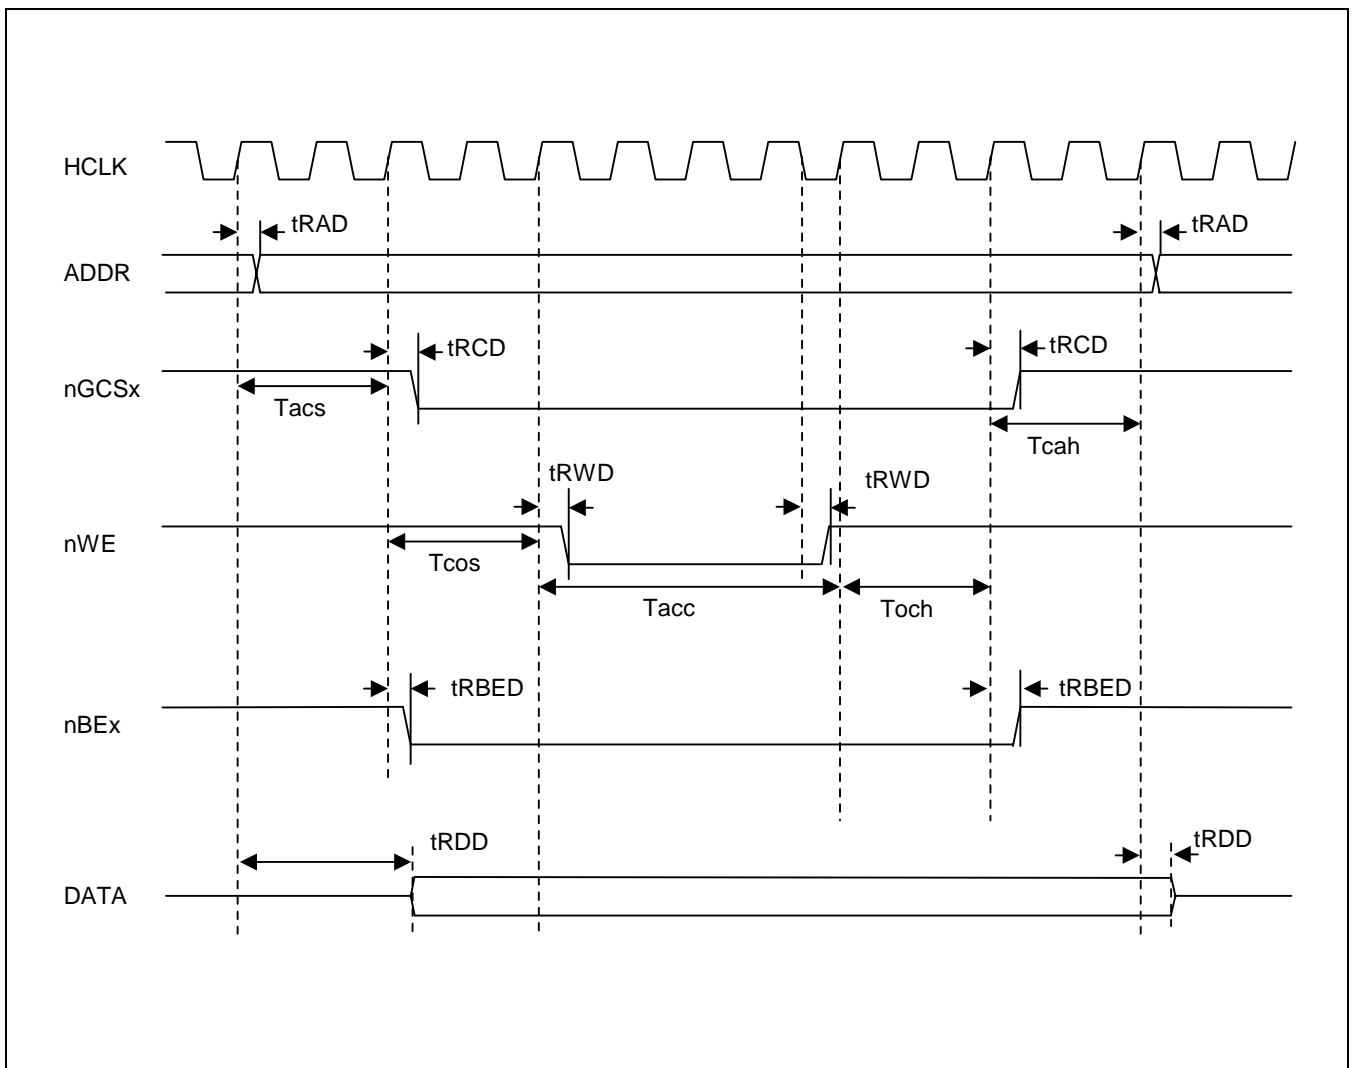 HCLK
tRAD
tRAD
ADDR
tRCD
tRCD
nGCSx
Tacs
Tcah
tRWD
tRWD
nWE
Tcos
Tacc
Toch
tRBED
tRBED
nBEx
tRDD
tRDD
DATA